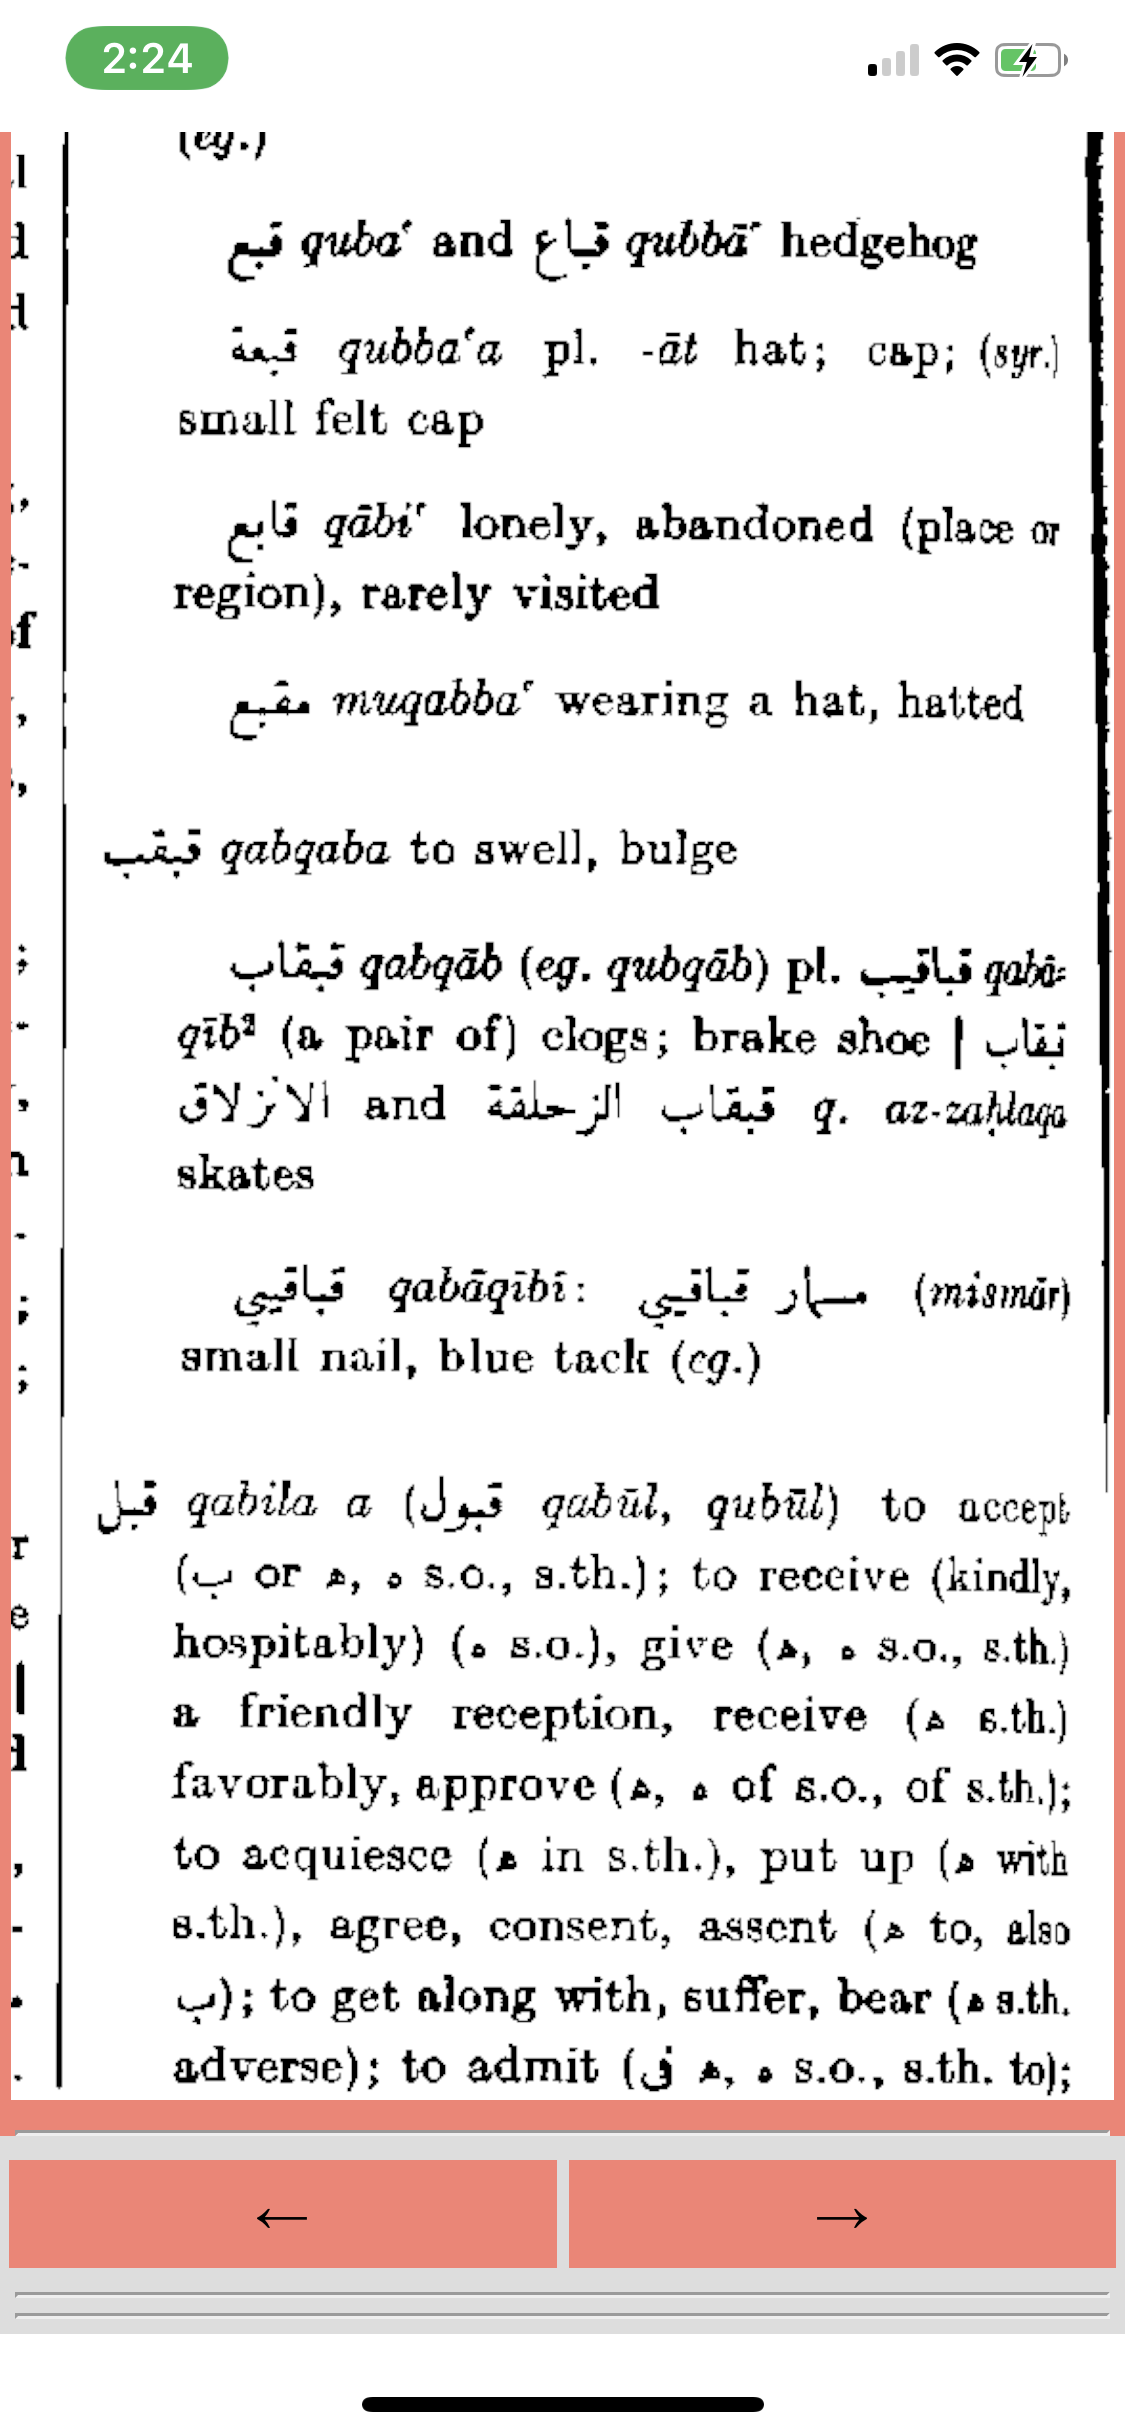 2:24
(eg.)
قبع quba‘ and قباع qubbā‘ hedgehog
قبعة qubba‘a pl. -āt hat; cap; (syr.)
small felt cap
قابع qābi‘ lonely, abandoned (place or
region), rarely visited
مقبع muqabba‘ wearing a hat, hatted
قبقب qabqaba to swell, bulge
قبقاب qabqāb (eg. qubqāb) pl. قباقيب qabā-
qīb² (a pair of) clogs; brake shoe | قبقاب
الانزلاق and قبقاب الزحلقة q. az-zaḥlaqa
skates
قباقيبي qabāqībī: مسمار قباقيبي (mismār)
small nail, blue tack (eg.)
قبل qabila a (قبول qabūl, qubūl) to accept
(ب or ه, ه s.o., s.th.); to receive (kindly,
hospitably) (ه s.o.), give (ه, ه s.o., s.th.)
a friendly reception, receive (ه s.th.)
favorably, approve (ه, ه of s.o., of s.th.);
to acquiesce (ه in s.th.), put up (ه with
s.th.), agree, consent, assent (ه to, also
ب); to get along with, suffer, bear (ه s.th.
adverse); to admit (فى ه, ه s.o., s.th. to);
← →